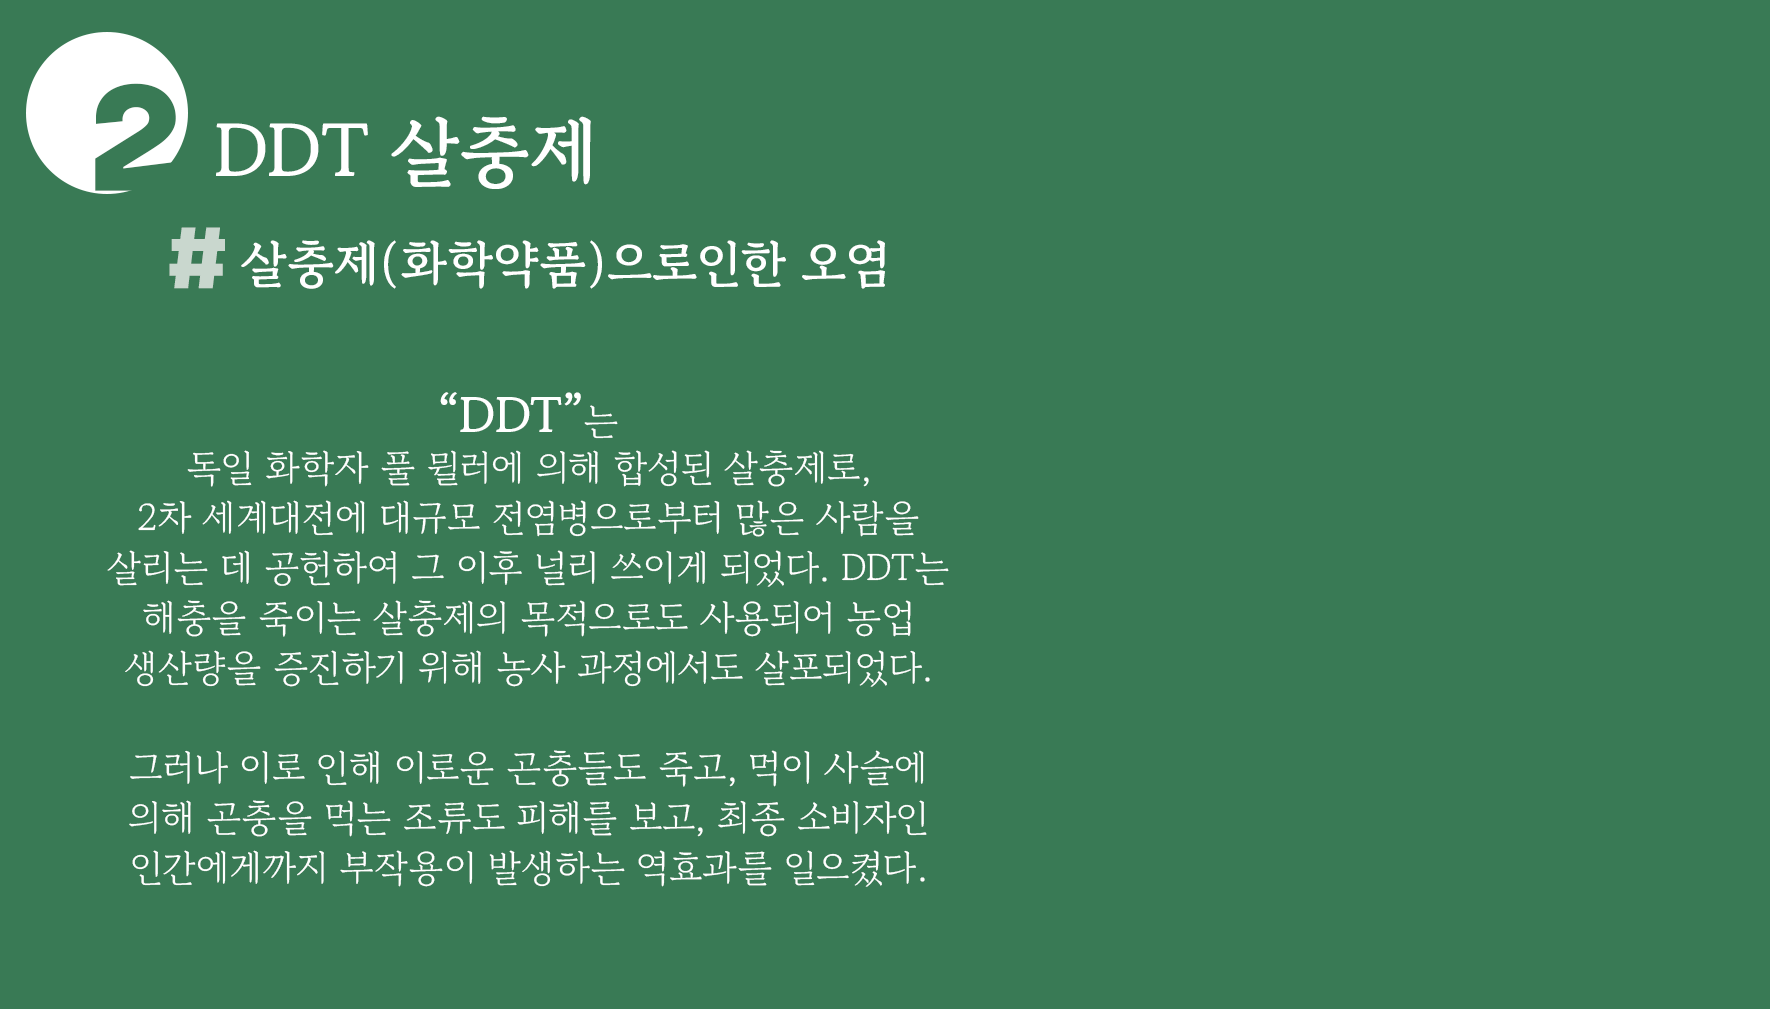 2 DDT 살충제
# 살충제(화학약품)으로인한 오염
“DDT”는
독일 화학자 풀 뮐러에 의해 합성된 살충제로,
2차 세계대전에 대규모 전염병으로부터 많은 사람을
살리는 데 공헌하여 그 이후 널리 쓰이게 되었다. DDT는
해충을 죽이는 살충제의 목적으로도 사용되어 농업
생산량을 증진하기 위해 농사 과정에서도 살포되었다.
그러나 이로 인해 이로운 곤충들도 죽고, 먹이 사슬에
의해 곤충을 먹는 조류도 피해를 보고, 최종 소비자인
인간에게까지 부작용이 발생하는 역효과를 일으켰다.